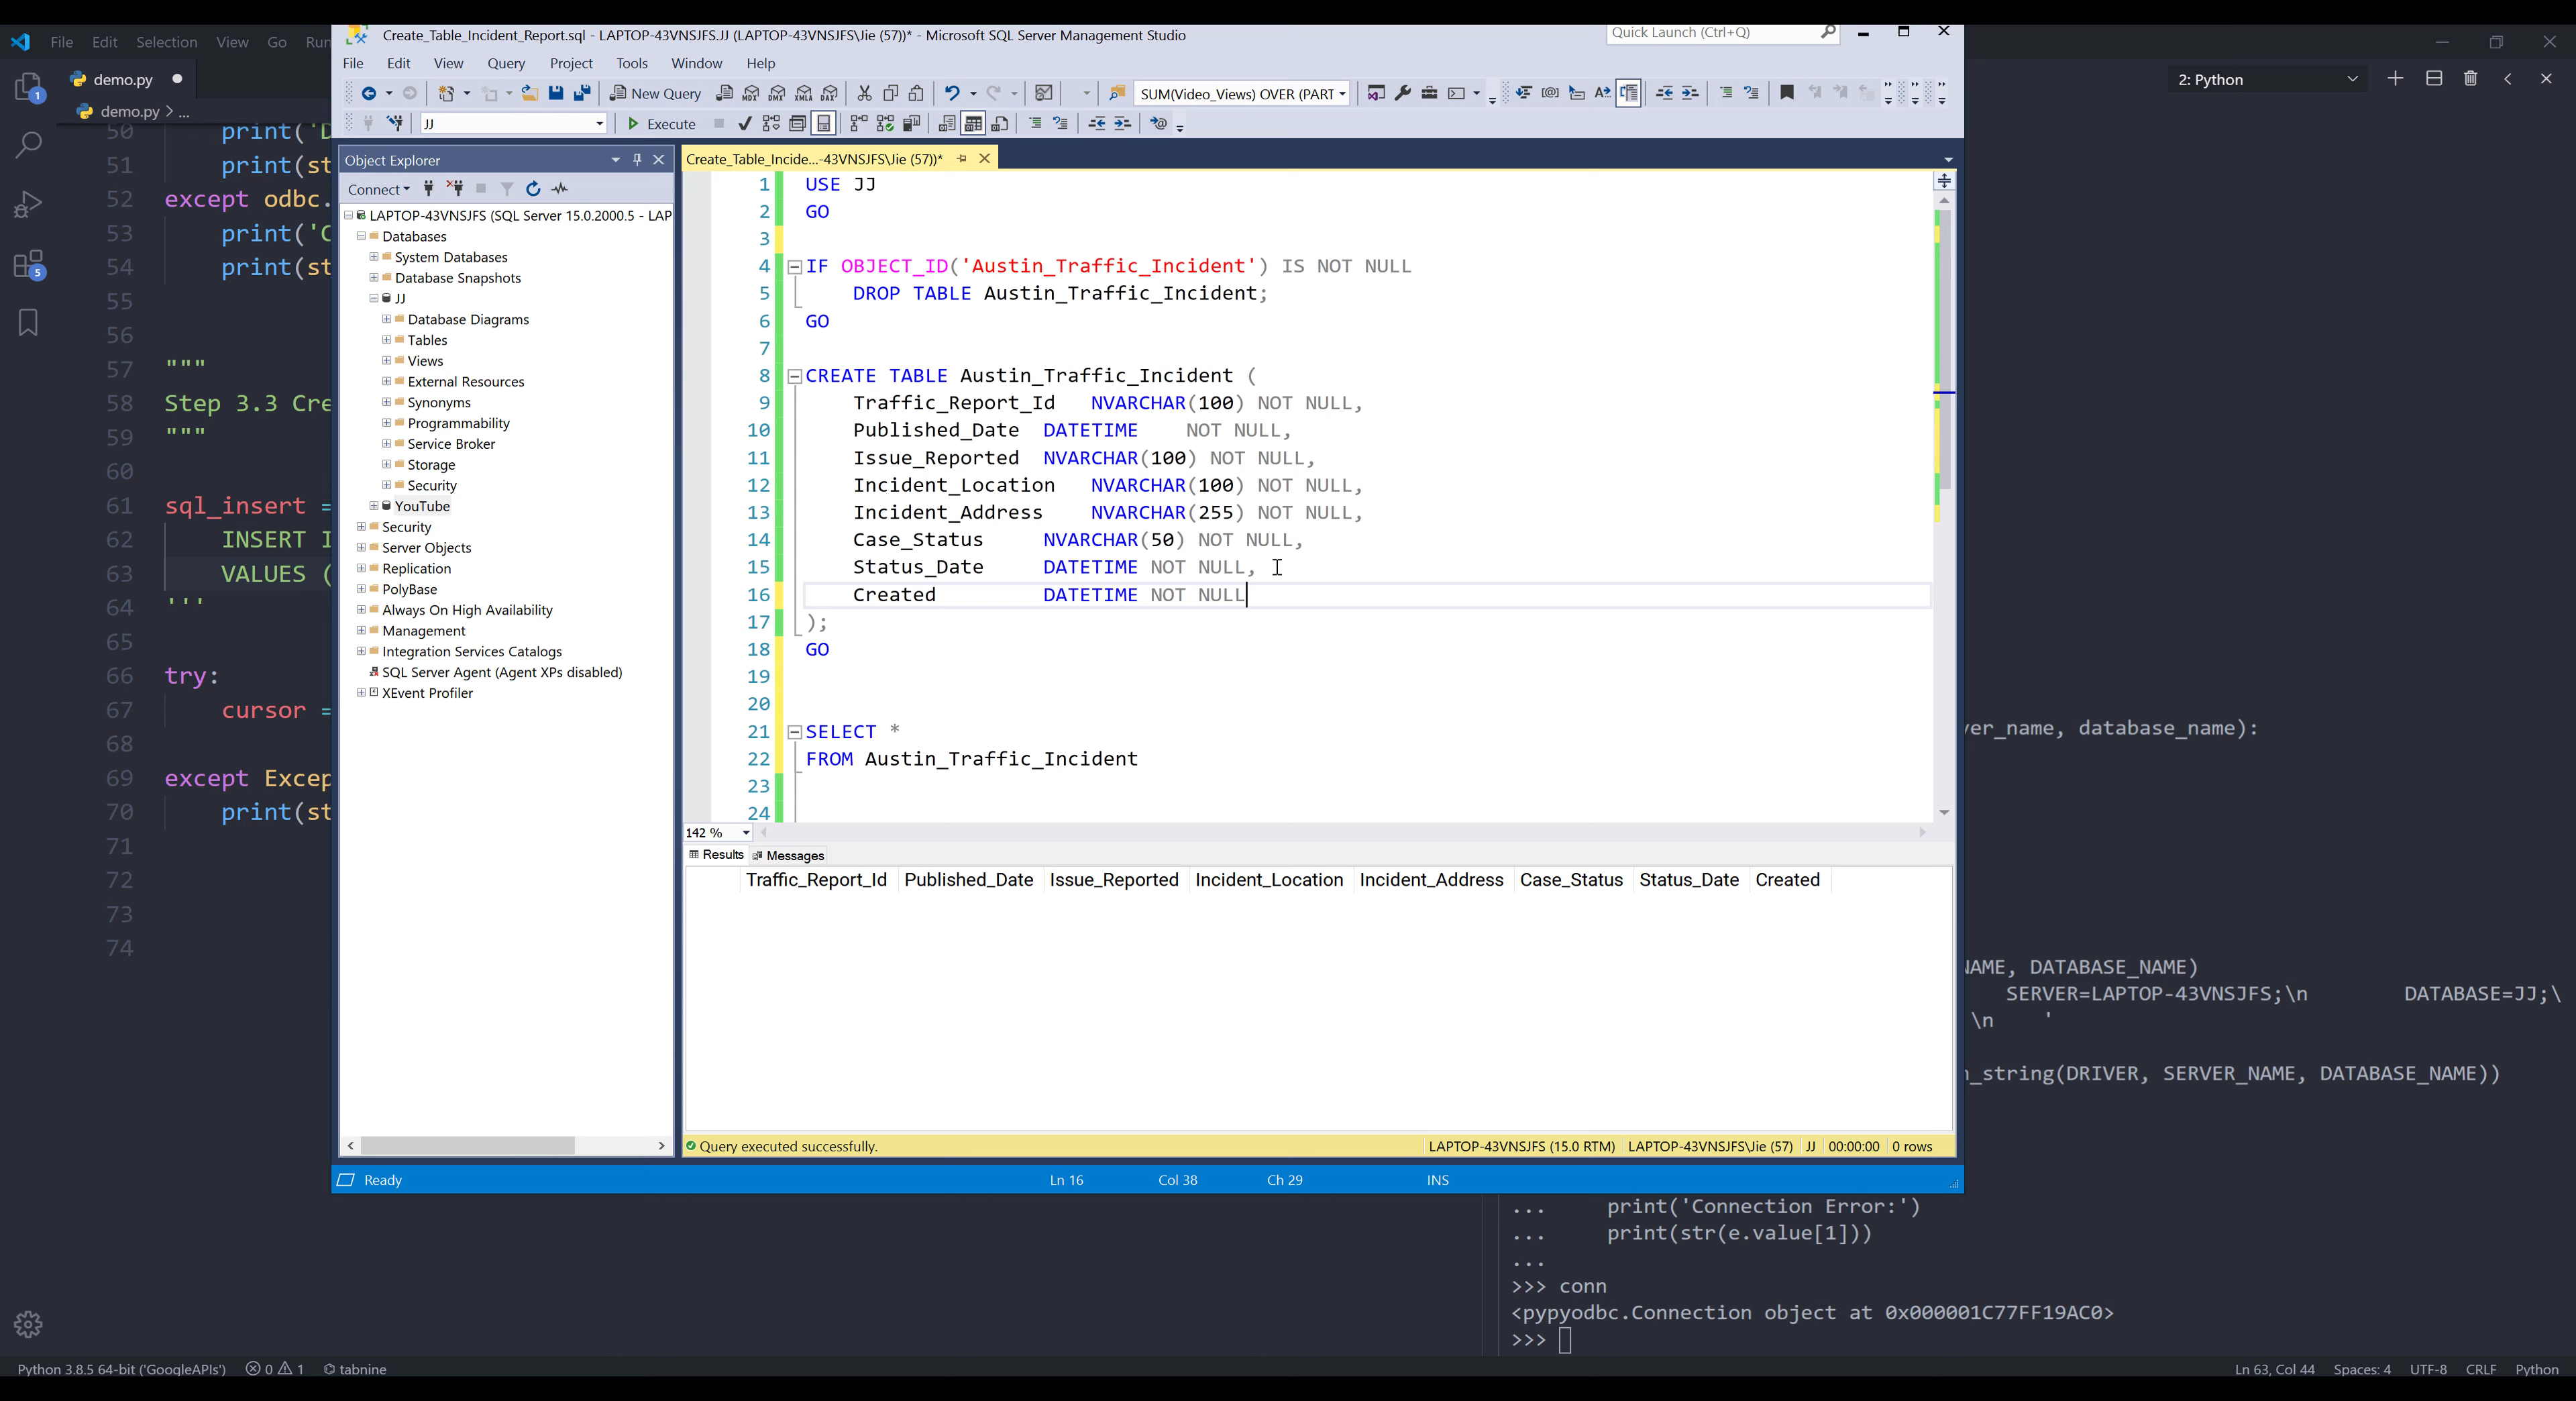 File Edit Selection View Go Run
demo.py
demo.py > ...
2: Python
50 print('D
51 print(st
52 except odbc.
53 print('C
54 print(st
55
56
57 """
58 Step 3.3 Cre
59 """
60
61 sql_insert =
62 INSERT I
63 VALUES (
64 '''
65
66 try:
67 cursor =
68
69 except Excep
70 print(st
71
72
73
74
Create_Table_Incident_Report.sql - LAPTOP-43VNSJFS.JJ (LAPTOP-43VNSJFS\Jie (57))* - Microsoft SQL Server Management Studio
Quick Launch (Ctrl+Q)
File Edit View Query Project Tools Window Help
New Query
SUM(Video_Views) OVER (PART
JJ
Execute
Object Explorer
Connect
LAPTOP-43VNSJFS (SQL Server 15.0.2000.5 - LAP
Databases
System Databases
Database Snapshots
JJ
Database Diagrams
Tables
Views
External Resources
Synonyms
Programmability
Service Broker
Storage
Security
YouTube
Security
Server Objects
Replication
PolyBase
Always On High Availability
Management
Integration Services Catalogs
SQL Server Agent (Agent XPs disabled)
XEvent Profiler
Create_Table_Incide...-43VNSJFS\Jie (57))*
1 USE JJ
2 GO
3
4 IF OBJECT_ID('Austin_Traffic_Incident') IS NOT NULL
5 DROP TABLE Austin_Traffic_Incident;
6 GO
7
8 CREATE TABLE Austin_Traffic_Incident (
9 Traffic_Report_Id NVARCHAR(100) NOT NULL,
10 Published_Date DATETIME NOT NULL,
11 Issue_Reported NVARCHAR(100) NOT NULL,
12 Incident_Location NVARCHAR(100) NOT NULL,
13 Incident_Address NVARCHAR(255) NOT NULL,
14 Case_Status NVARCHAR(50) NOT NULL,
15 Status_Date DATETIME NOT NULL,
16 Created DATETIME NOT NULL
17 );
18 GO
19
20
21 SELECT *
22 FROM Austin_Traffic_Incident
23
24
142 %
Results Messages
Traffic_Report_Id Published_Date Issue_Reported Incident_Location Incident_Address Case_Status Status_Date Created
Query executed successfully.
LAPTOP-43VNSJFS (15.0 RTM) LAPTOP-43VNSJFS\Jie (57) JJ 00:00:00 0 rows
Ready Ln 16 Col 38 Ch 29 INS
ver_name, database_name):
NAME, DATABASE_NAME)
SERVER=LAPTOP-43VNSJFS;\n DATABASE=JJ;\
\n '
n_string(DRIVER, SERVER_NAME, DATABASE_NAME))
... print('Connection Error:')
... print(str(e.value[1]))
...
>>> conn
<pypyodbc.Connection object at 0x000001C77FF19AC0>
>>>
1
5
Python 3.8.5 64-bit ('GoogleAPIs') 0 1 tabnine
Ln 63, Col 44 Spaces: 4 UTF-8 CRLF Python